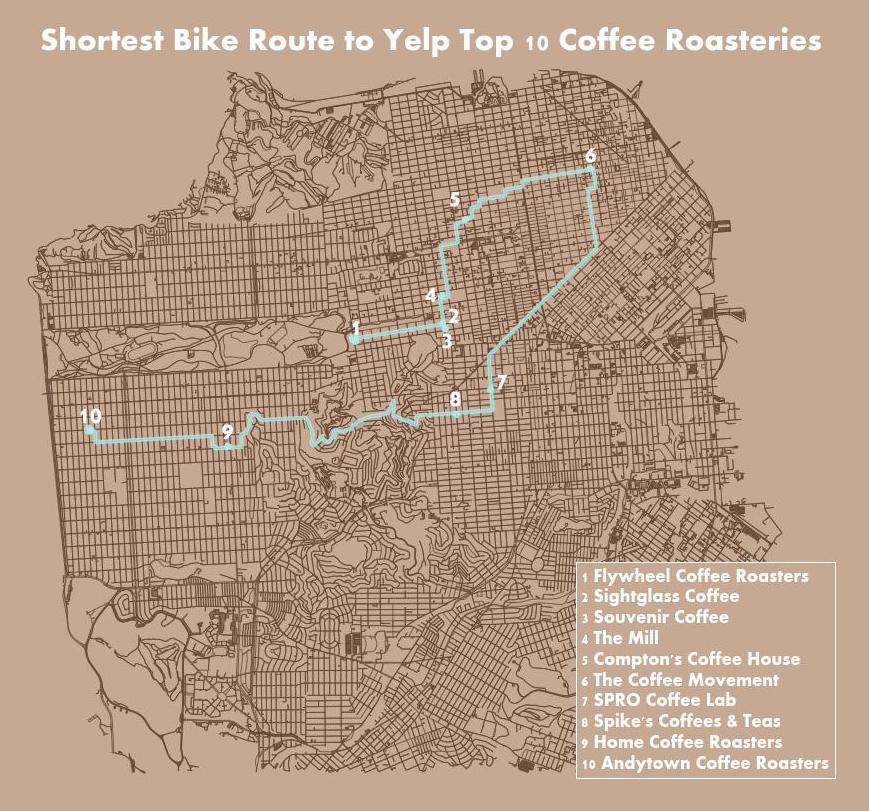 Shortest Bike Route to Yelp Top 10 Coffee Roasteries
6
5
4
2
1
3
7
8
10
9
1 Flywheel Coffee Roasters
2 Sightglass Coffee
3 Souvenir Coffee
4 The Mill
5 Compton's Coffee House
6 The Coffee Movement
7 SPRO Coffee Lab
8 Spike's Coffees & Teas
9 Home Coffee Roasters
10 Andytown Coffee Roasters